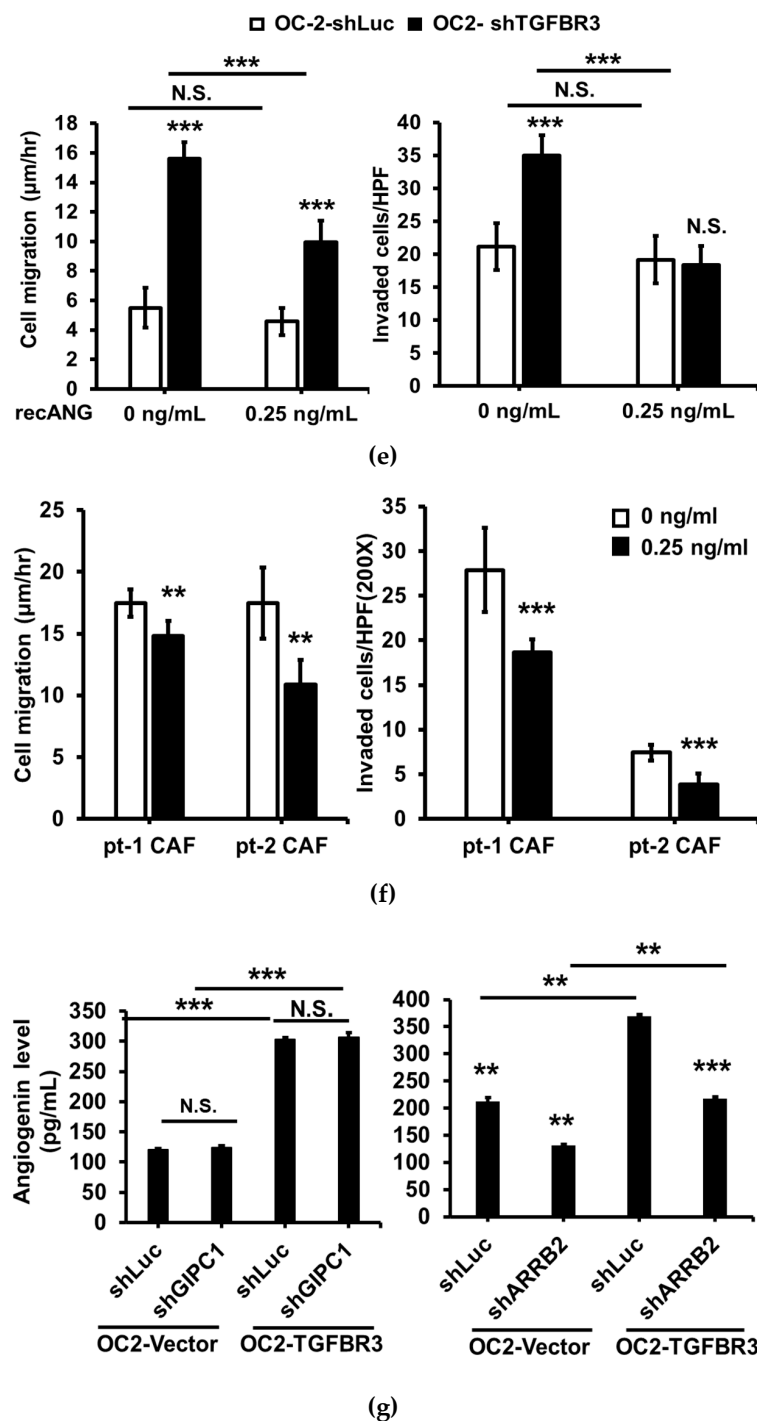 OC-2-shLuc OC2- shTGFBR3
***
N.S.
Cell migration (μm/hr)
18
16
14
12
10
8
6
4
2
0
***
***
recANG 0 ng/mL 0.25 ng/mL
***
N.S.
Invaded cells/HPF
40
35
30
25
20
15
10
5
0
***
N.S.
0 ng/mL 0.25 ng/mL
(e)
Cell migration (μm/hr)
25
20
15
10
5
0
**
**
pt-1 CAF pt-2 CAF
Invaded cells/HPF(200X)
35
30
25
20
15
10
5
0
0 ng/ml
0.25 ng/ml
***
***
pt-1 CAF pt-2 CAF
(f)
Angiogenin level
(pg/mL)
***
***
N.S.
N.S.
350
300
250
200
150
100
50
0
shLuc
shGIPC1
shLuc
shGIPC1
OC2-Vector OC2-TGFBR3
**
**
400
350
300
250
200
150
100
50
0
**
**
***
shLuc
shARRB2
shLuc
shARRB2
OC2-Vector OC2-TGFBR3
(g)